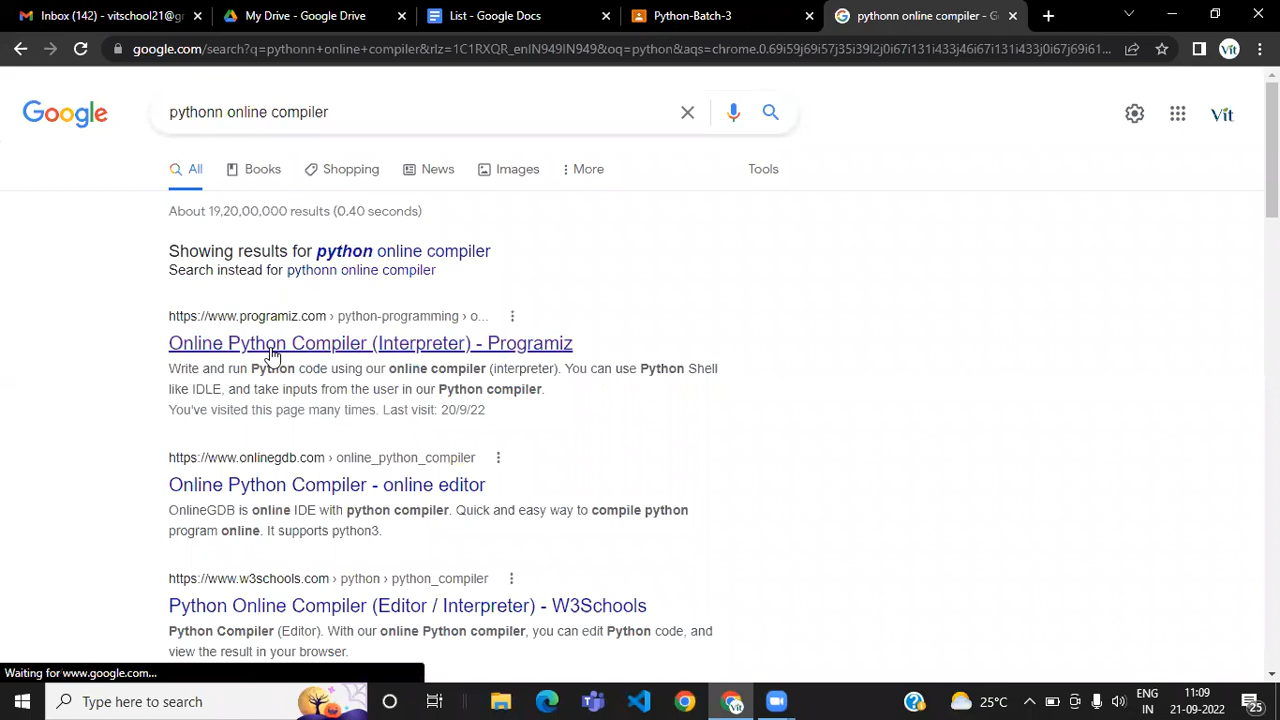 Inbox (142) - vitschool21@gr
My Drive - Google Drive
List - Google Docs
Python-Batch-3
pythonn online compiler - G
google.com/search?q=pythonn+online+compiler&rlz=1C1RXQR_enIN949IN949&oq=python&aqs=chrome.0.69i59j69i57j35i39l2j0i67i131i433j46i67i131i433j0i67j69i61...
Google
pythonn online compiler
Vit
All
Books
Shopping
News
Images
More
Tools
About 19,20,00,000 results (0.40 seconds)
Showing results for python online compiler
Search instead for pythonn online compiler
https://www.programiz.com › python-programming › o...
Online Python Compiler (Interpreter) - Programiz
Write and run Python code using our online compiler (interpreter). You can use Python Shell
like IDLE, and take inputs from the user in our Python compiler.
You've visited this page many times. Last visit: 20/9/22
https://www.onlinegdb.com › online_python_compiler
Online Python Compiler - online editor
OnlineGDB is online IDE with python compiler. Quick and easy way to compile python
program online. It supports python3.
https://www.w3schools.com › python › python_compiler
Python Online Compiler (Editor / Interpreter) - W3Schools
Python Compiler (Editor). With our online Python compiler, you can edit Python code, and
view the result in your browser.
Waiting for www.google.com...
Type here to search
25°C
ENG
IN
11:09
21-09-2022
25